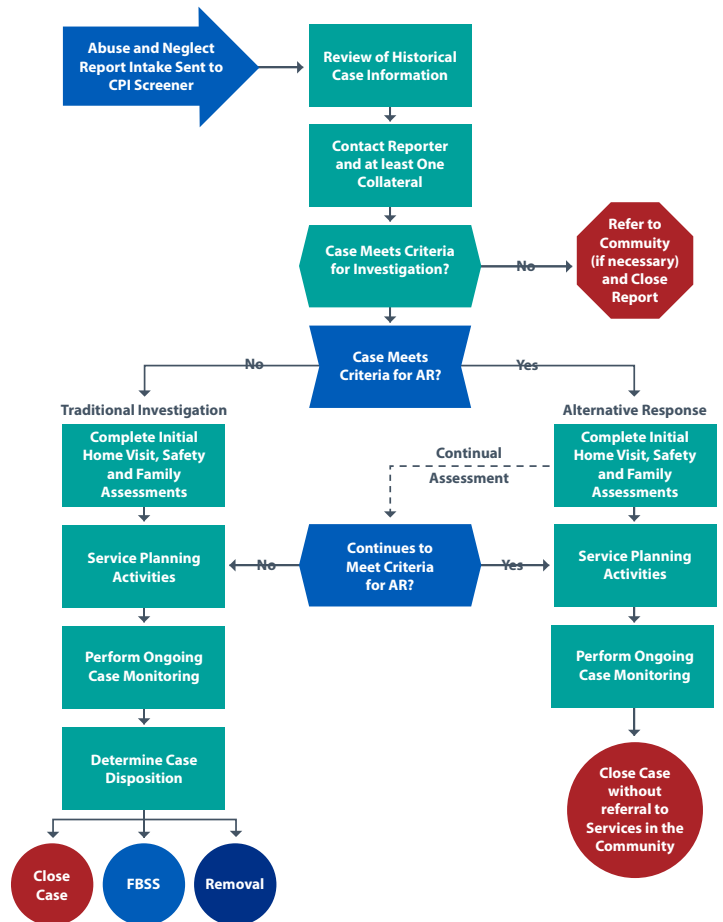 Abuse and Neglect
Report Intake Sent to
CPI Screener
Review of Historical
Case Information
Contact Reporter
and at least One
Collateral
Case Meets Criteria
for Investigation?
No
Refer to
Commuity
(if necessary)
and Close
Report
Case Meets
Criteria for AR?
No
Yes
Traditional Investigation
Alternative Response
Complete Initial
Home Visit, Safety
and Family
Assessments
Complete Initial
Home Visit, Safety
and Family
Assessments
Continual
Assessment
Service Planning
Activities
No
Continues to
Meet Criteria
for AR?
Yes
Service Planning
Activities
Perform Ongoing
Case Monitoring
Perform Ongoing
Case Monitoring
Determine Case
Disposition
Close Case
without
referral to
Services in the
Community
Close
Case
FBSS
Removal